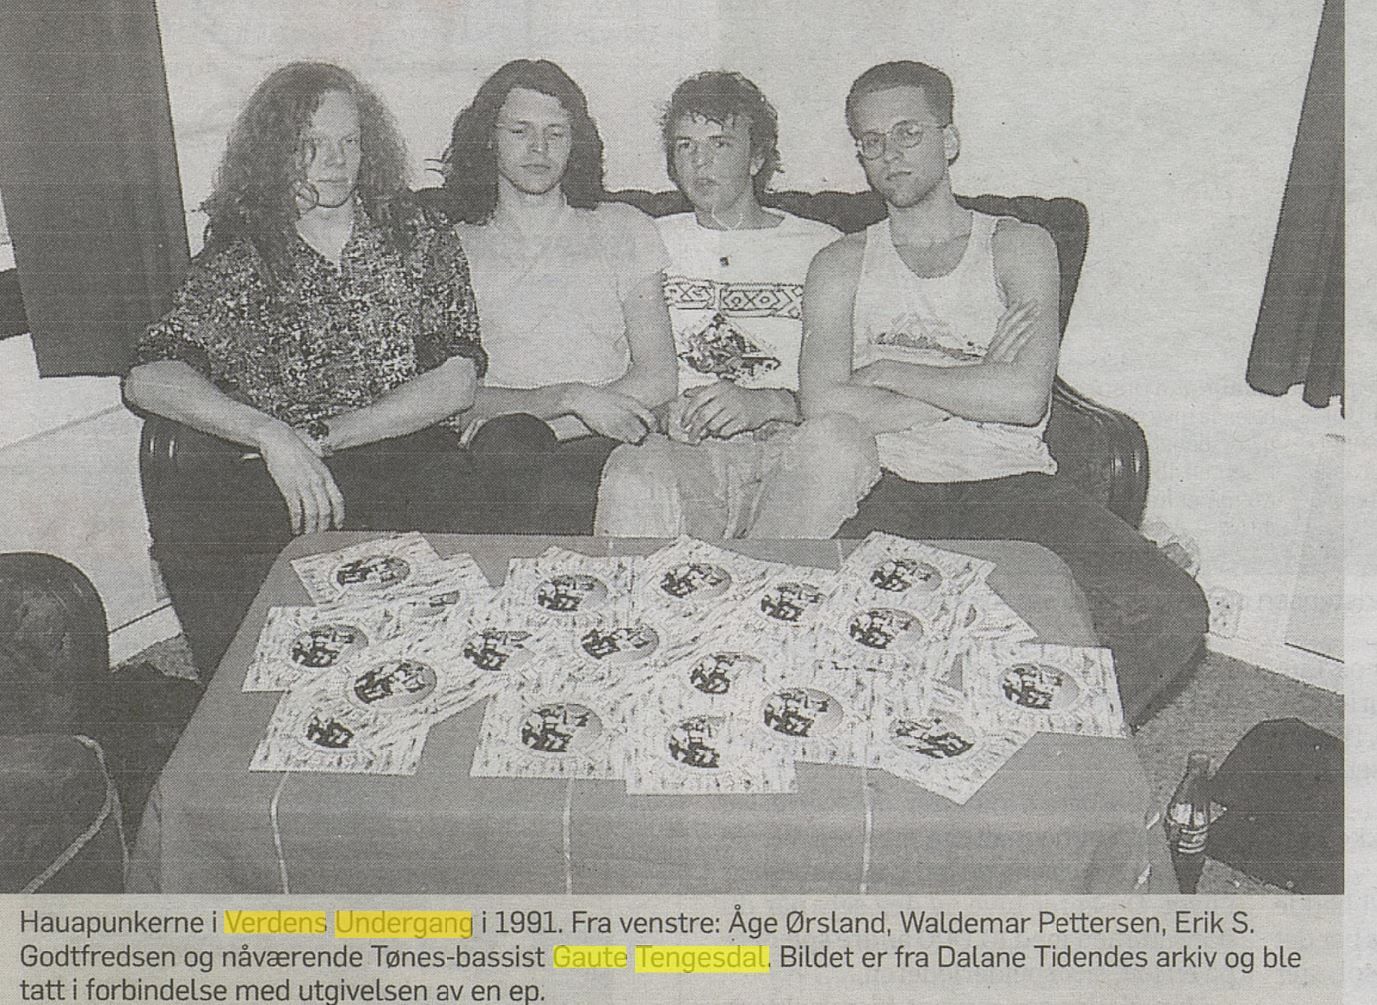 Hauapunkerne i Verdens Undergang i 1991. Fra venstre: Åge Ørsland, Waldemar Pettersen, Erik S.
Godtfredsen og nåværende Tønes-bassist Gaute Tengesdal. Bildet er fra Dalane Tidendes arkiv og ble
tatt i forbindelse med utgivelsen av en ep.